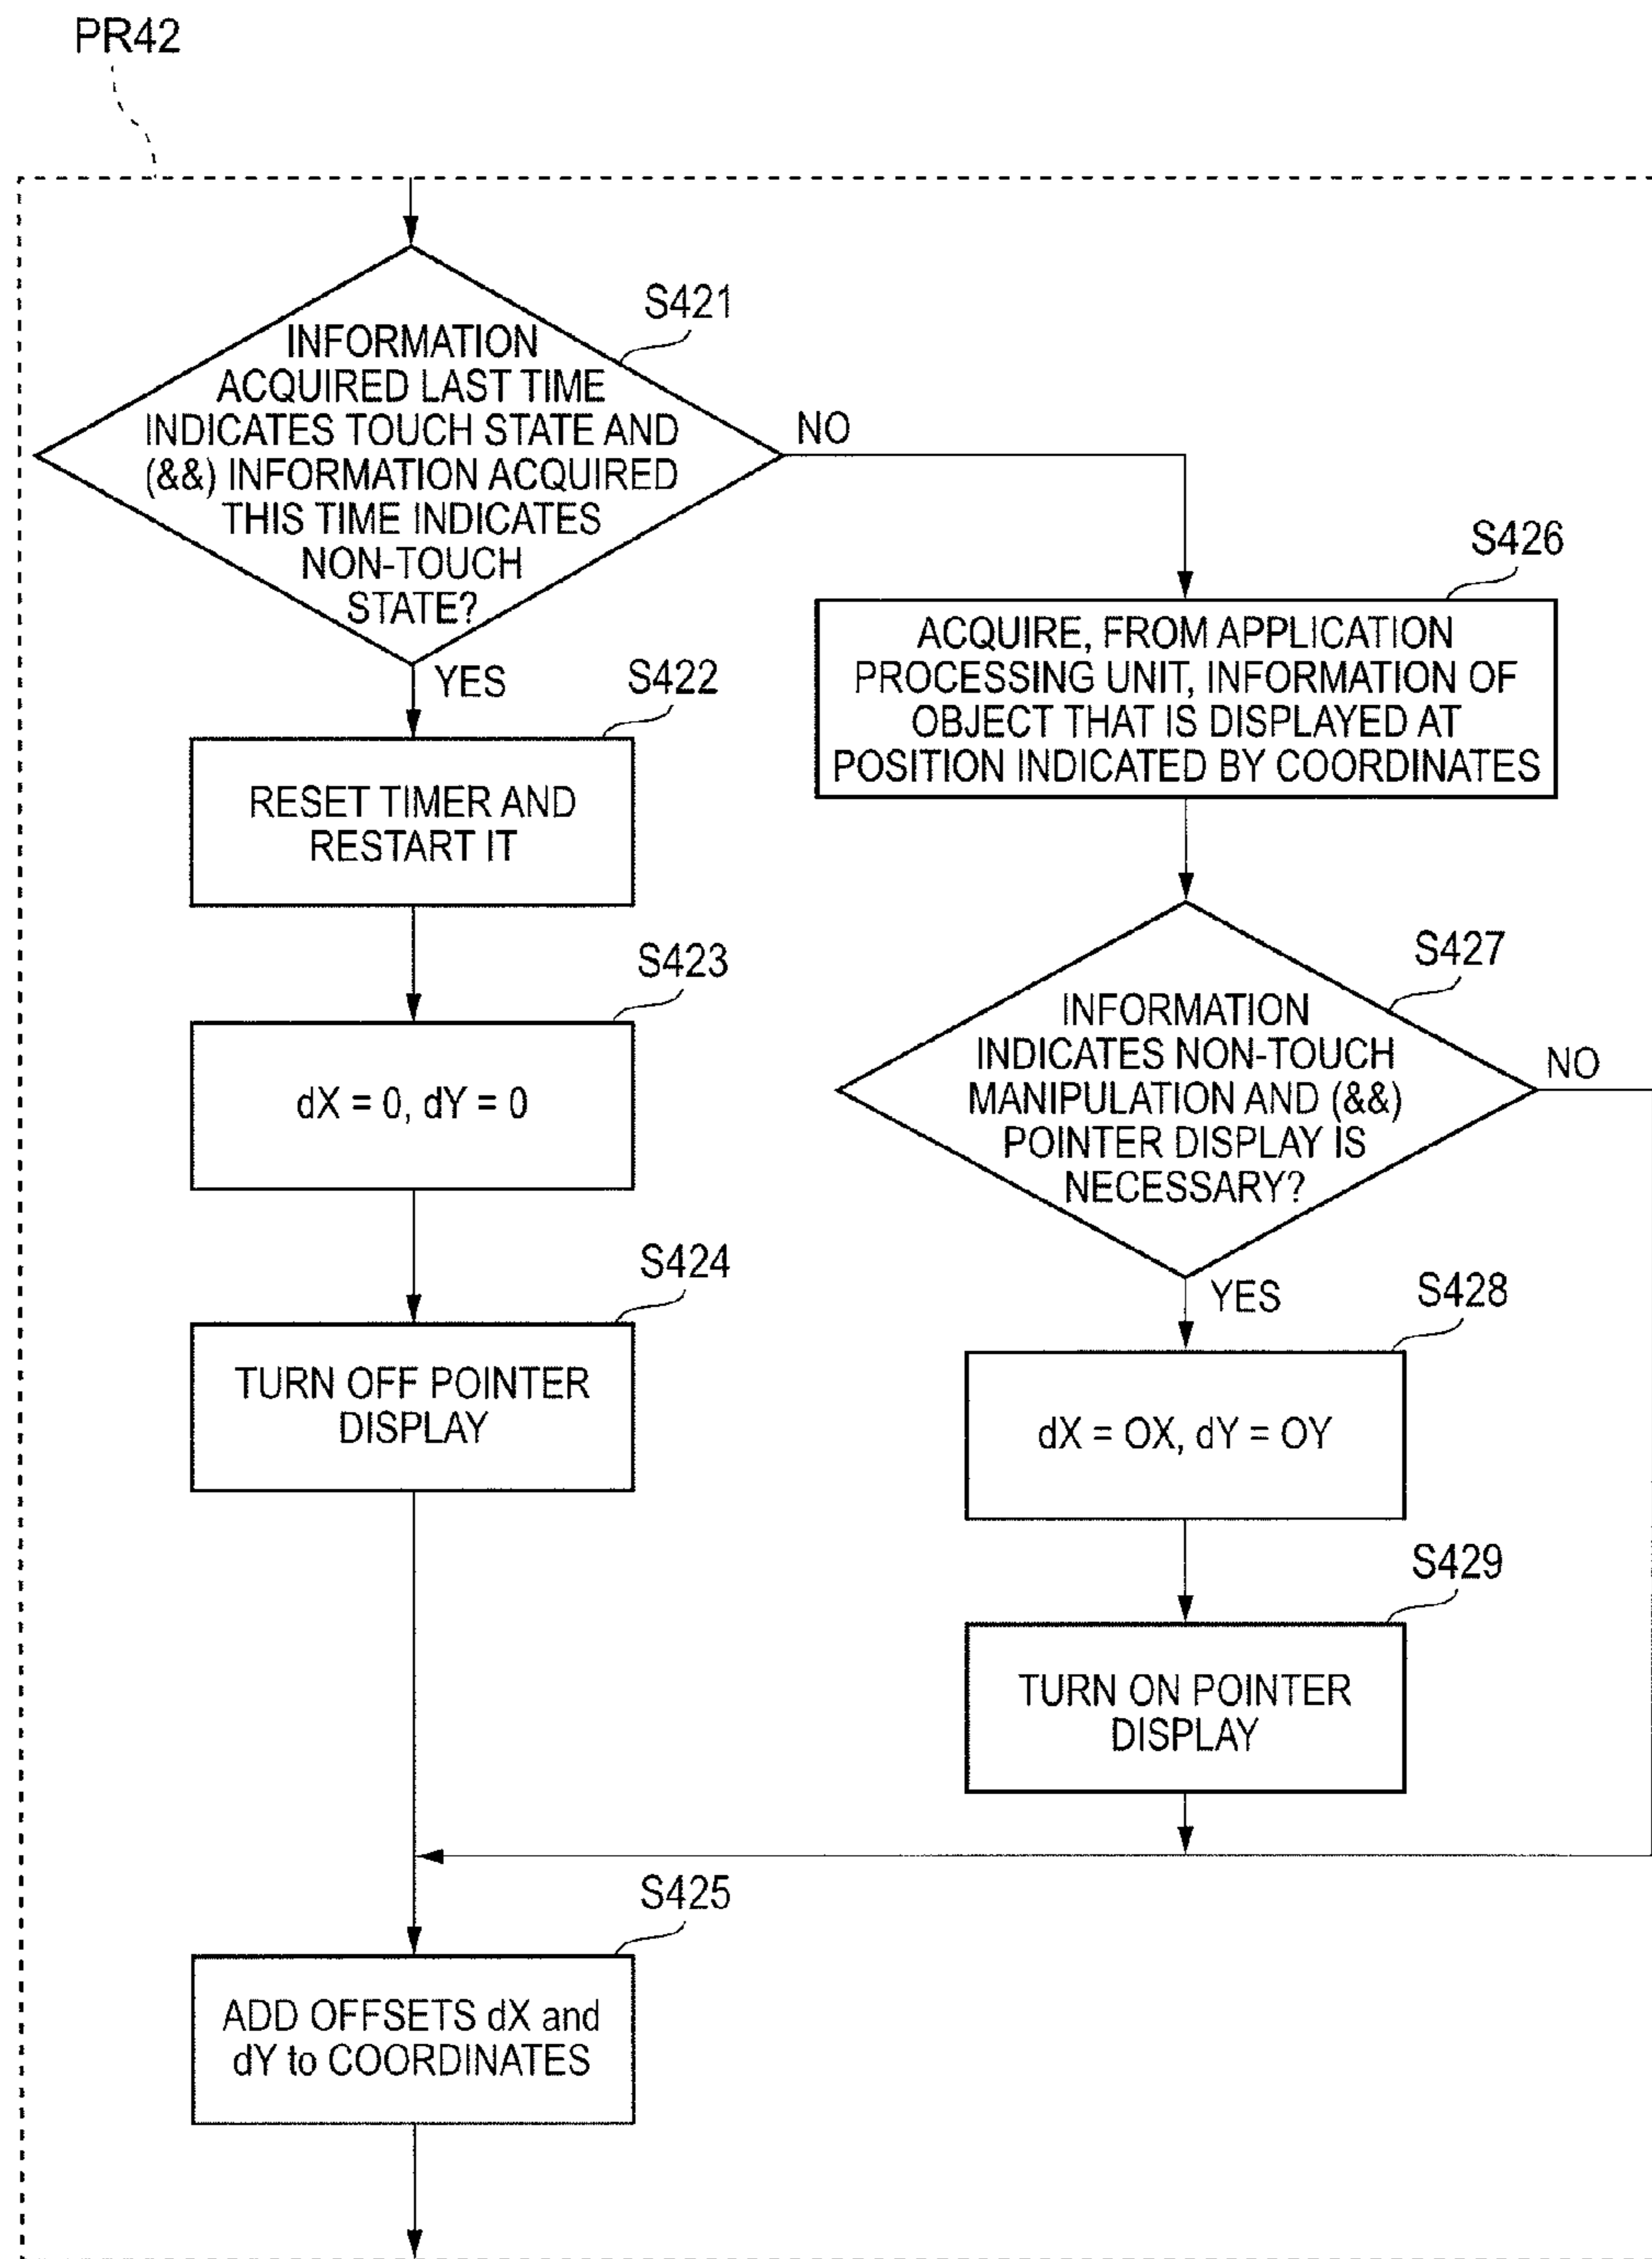 PR42
S421
INFORMATION
ACQUIRED LAST TIME
INDICATES TOUCH STATE AND
(&&) INFORMATION ACQUIRED
THIS TIME INDICATES
NON-TOUCH
STATE?
NO
YES
S422
RESET TIMER AND
RESTART IT
S423
dX = 0, dY = 0
S424
TURN OFF POINTER
DISPLAY
S426
ACQUIRE, FROM APPLICATION
PROCESSING UNIT, INFORMATION OF
OBJECT THAT IS DISPLAYED AT
POSITION INDICATED BY COORDINATES
S427
INFORMATION
INDICATES NON-TOUCH
MANIPULATION AND (&&)
POINTER DISPLAY IS
NECESSARY?
NO
YES
S428
dX = OX, dY = OY
S429
TURN ON POINTER
DISPLAY
S425
ADD OFFSETS dX and
dY to COORDINATES